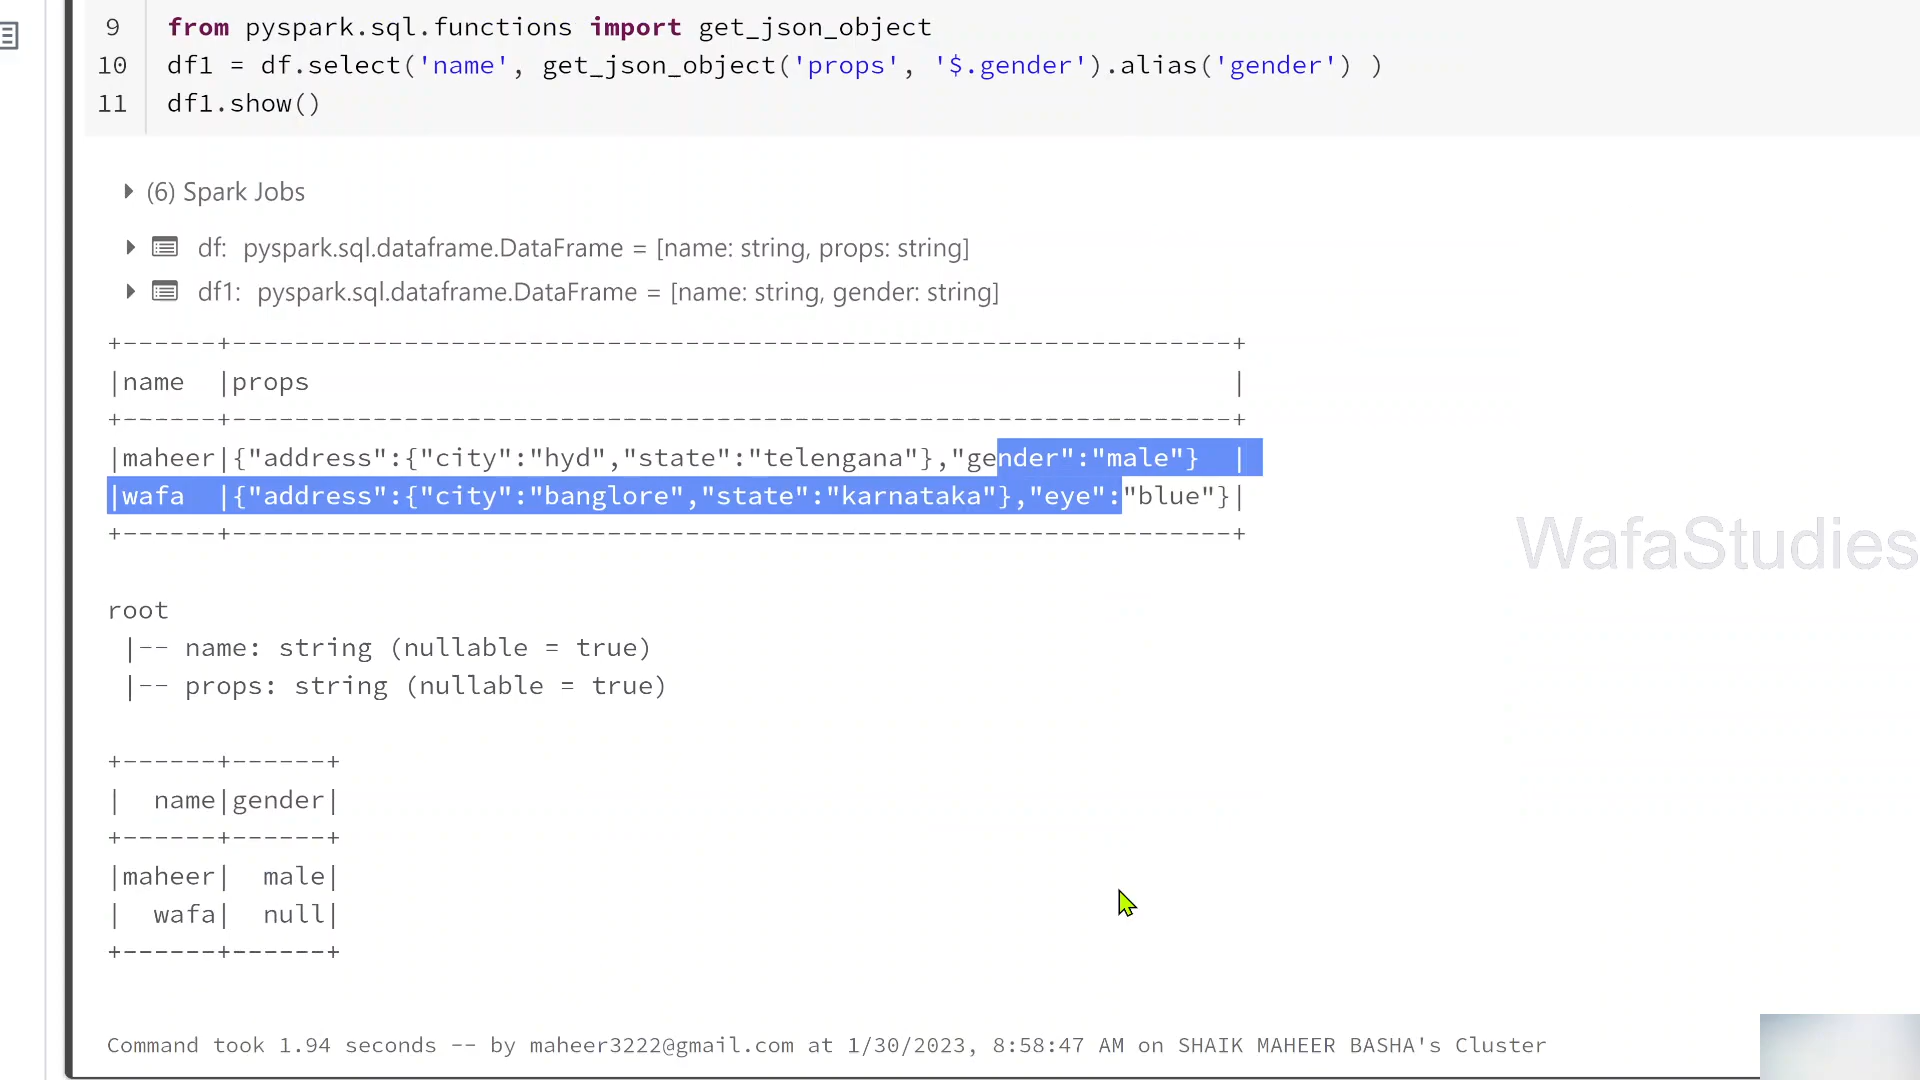 9 from pyspark.sql.functions import get_json_object
10 df1 = df.select('name', get_json_object('props', '$.gender').alias('gender') )
11 df1.show()
(6) Spark Jobs
df: pyspark.sql.dataframe.DataFrame = [name: string, props: string]
df1: pyspark.sql.dataframe.DataFrame = [name: string, gender: string]
+------+----------------------------------------------------------------+
|name  |props                                                           |
+------+----------------------------------------------------------------+
|maheer|{"address":{"city":"hyd","state":"telengana"},"gender":"male"}  |
|wafa  |{"address":{"city":"banglore","state":"karnataka"},"eye":"blue"}|
+------+----------------------------------------------------------------+
WafaStudies
root
 |-- name: string (nullable = true)
 |-- props: string (nullable = true)
+------+------+
|  name|gender|
+------+------+
|maheer|  male|
|  wafa|  null|
+------+------+
Command took 1.94 seconds -- by maheer3222@gmail.com at 1/30/2023, 8:58:47 AM on SHAIK MAHEER BASHA's Cluster